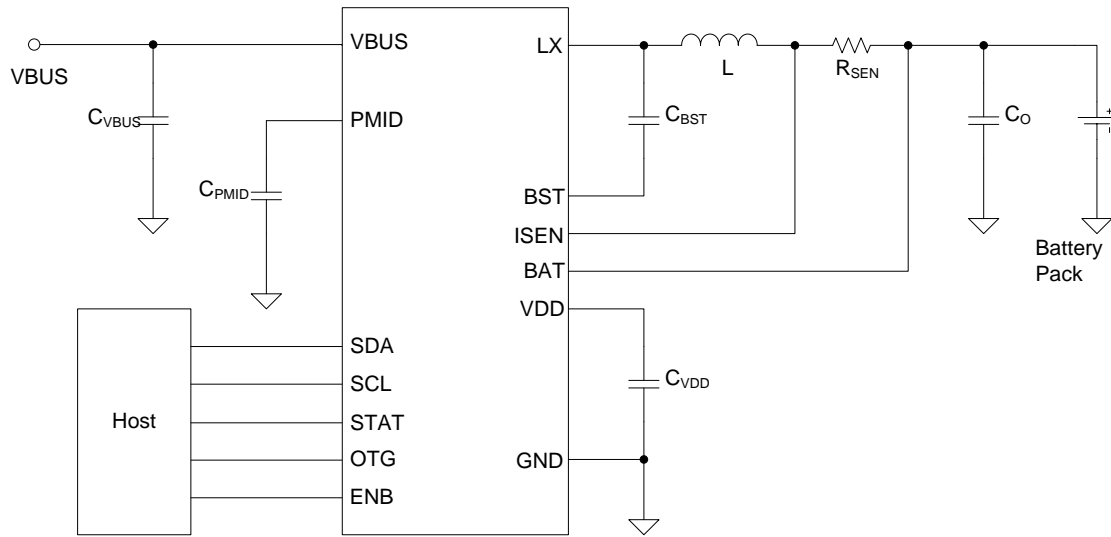 VBUS
CVBUS
CPMID
VBUS
PMID
LX
BST
ISEN
BAT
VDD
GND
SDA
SCL
STAT
OTG
ENB
Host
L
RSEN
CBST
CO
CVDD
+
Battery
Pack